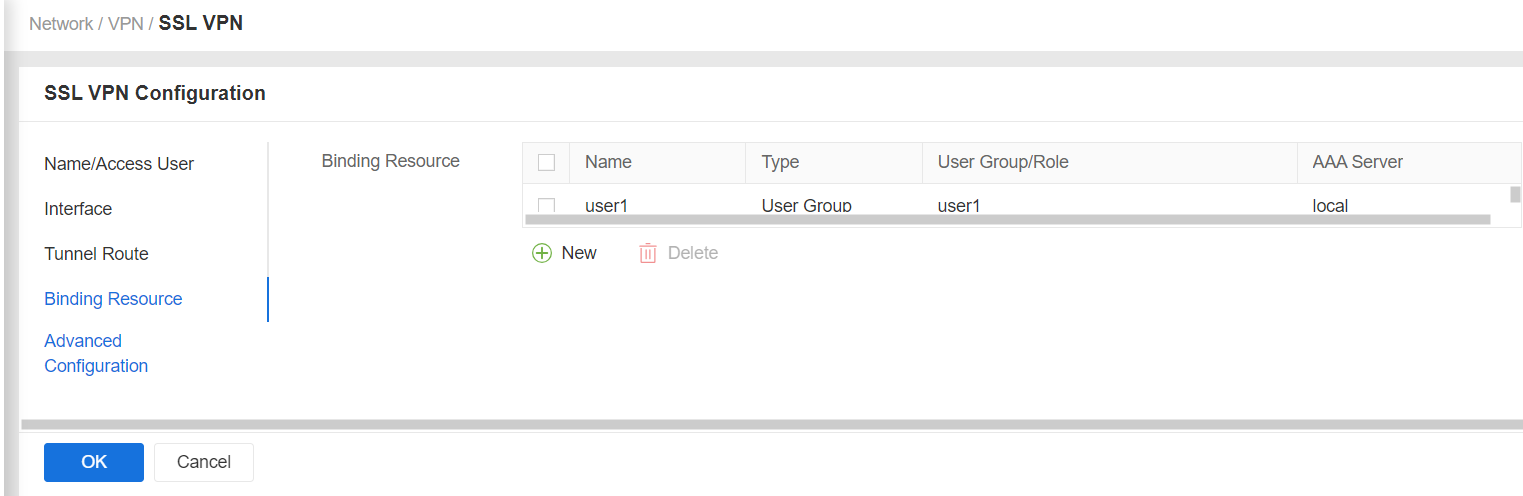 Network / VPN / SSL VPN
SSL VPN Configuration
Name/Access User
Interface
Tunnel Route
Binding Resource
Advanced
Configuration
Binding Resource
Name Type User Group/Role AAA Server
user1 User Group user1 local
New Delete
OK Cancel